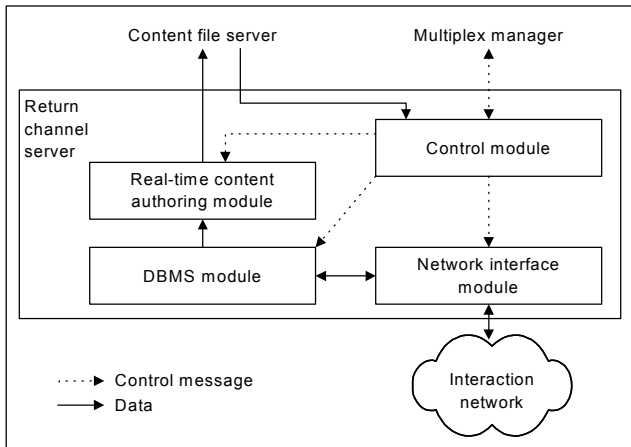 Content file server
Multiplex manager
Return
channel
server
Control module
Real-time content
authoring module
DBMS module
Network interface
module
Control message
Data
Interaction
network